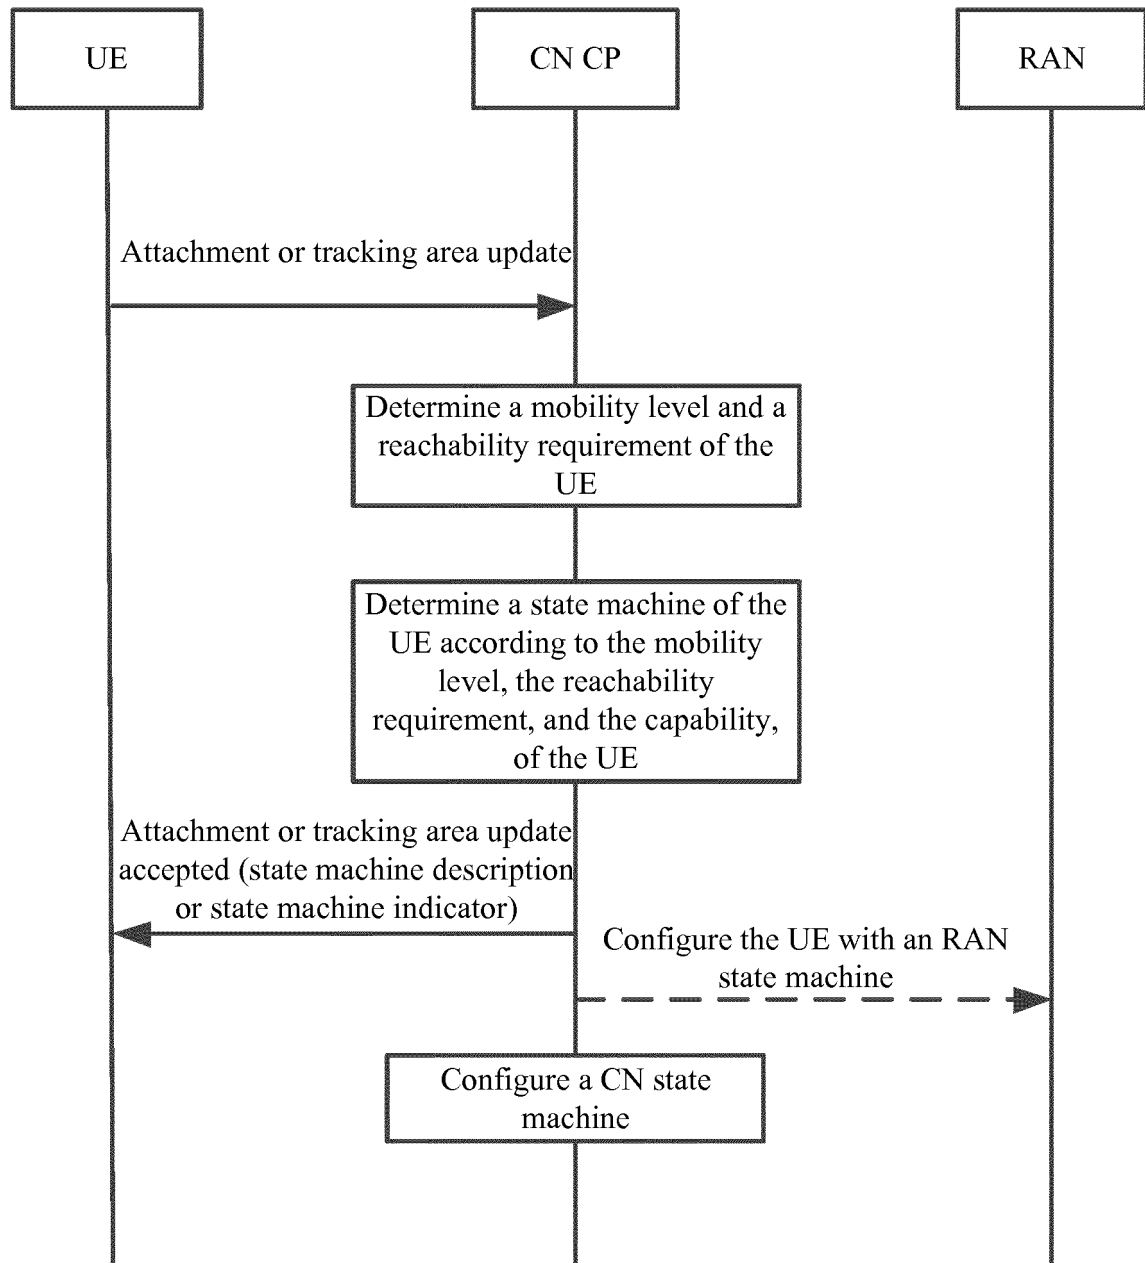 UE
CN CP
RAN
Attachment or tracking area update
Determine a mobility level and a
reachability requirement of the
UE
Determine a state machine of the
UE according to the mobility
level, the reachability
requirement, and the capability,
of the UE
Attachment or tracking area update
accepted (state machine description
or state machine indicator)
Configure the UE with an RAN
state machine
Configure a CN state
machine